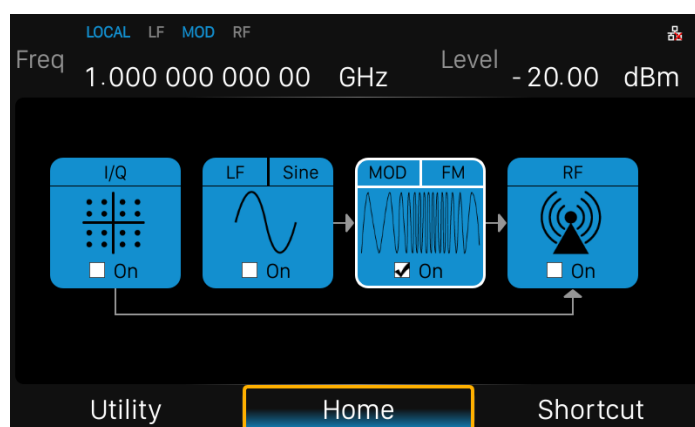 LOCAL LF MOD RF
Freq 1.000 000 000 00 GHz Level -20.00 dBm
I/Q LF Sine MOD FM RF
On On On On
Utility Home Shortcut